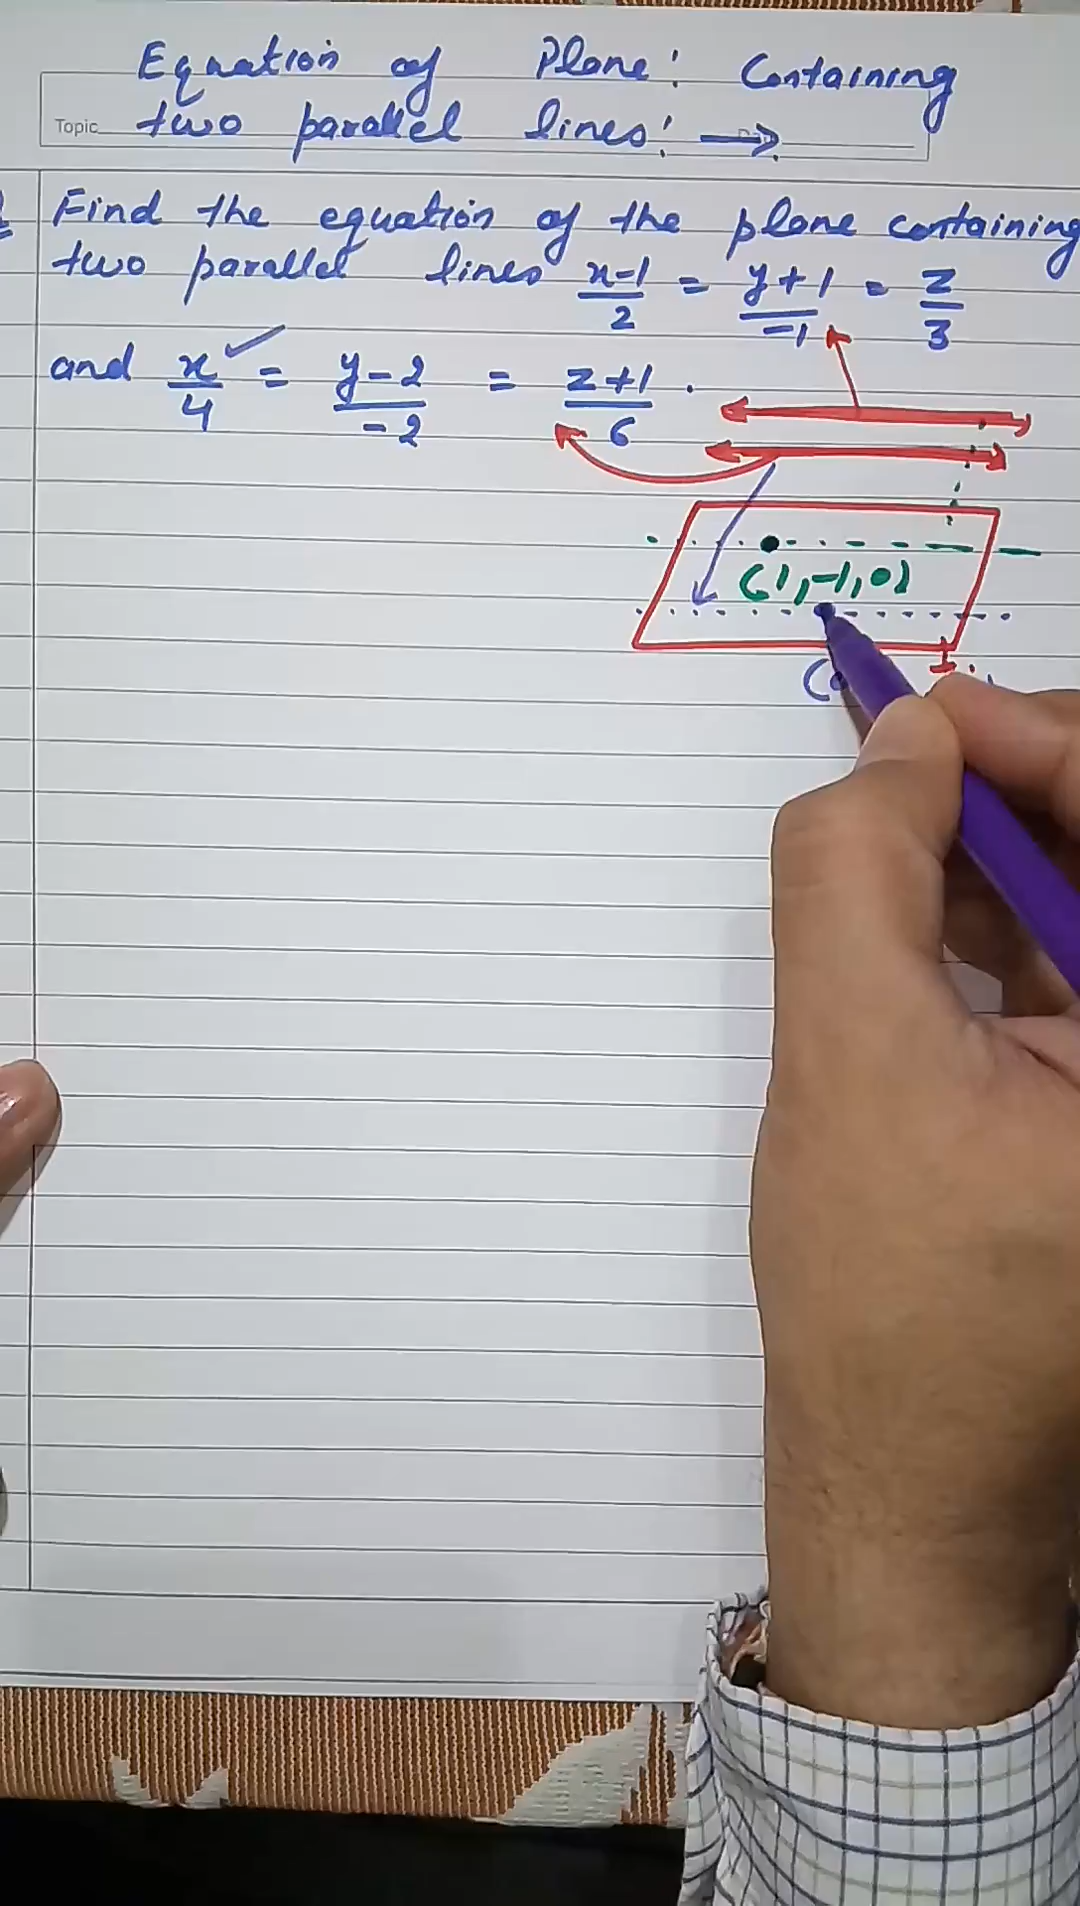 Equation of Plane: Containing
Topic two parallel lines: →
Find the equation of the plane containing
two parallel lines x-1/2 = y+1/-1 = z/3
and x/4 = y-2/-2 = z+1/6 .
(1,-1,0)